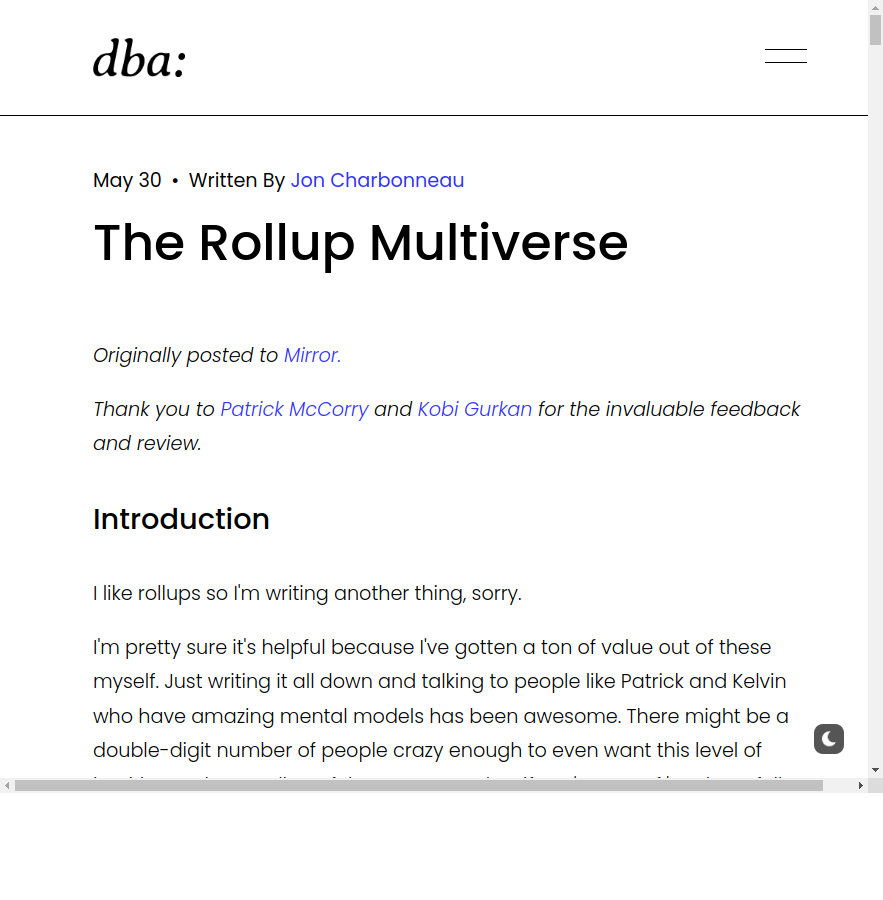 dba:
May 30 • Written By Jon Charbonneau
The Rollup Multiverse
Originally posted to Mirror.
Thank you to Patrick McCorry and Kobi Gurkan for the invaluable feedback
and review.
Introduction
I like rollups so I'm writing another thing, sorry.
I'm pretty sure it's helpful because I've gotten a ton of value out of these
myself. Just writing it all down and talking to people like Patrick and Kelvin
who have amazing mental models has been awesome. There might be a
double-digit number of people crazy enough to even want this level of